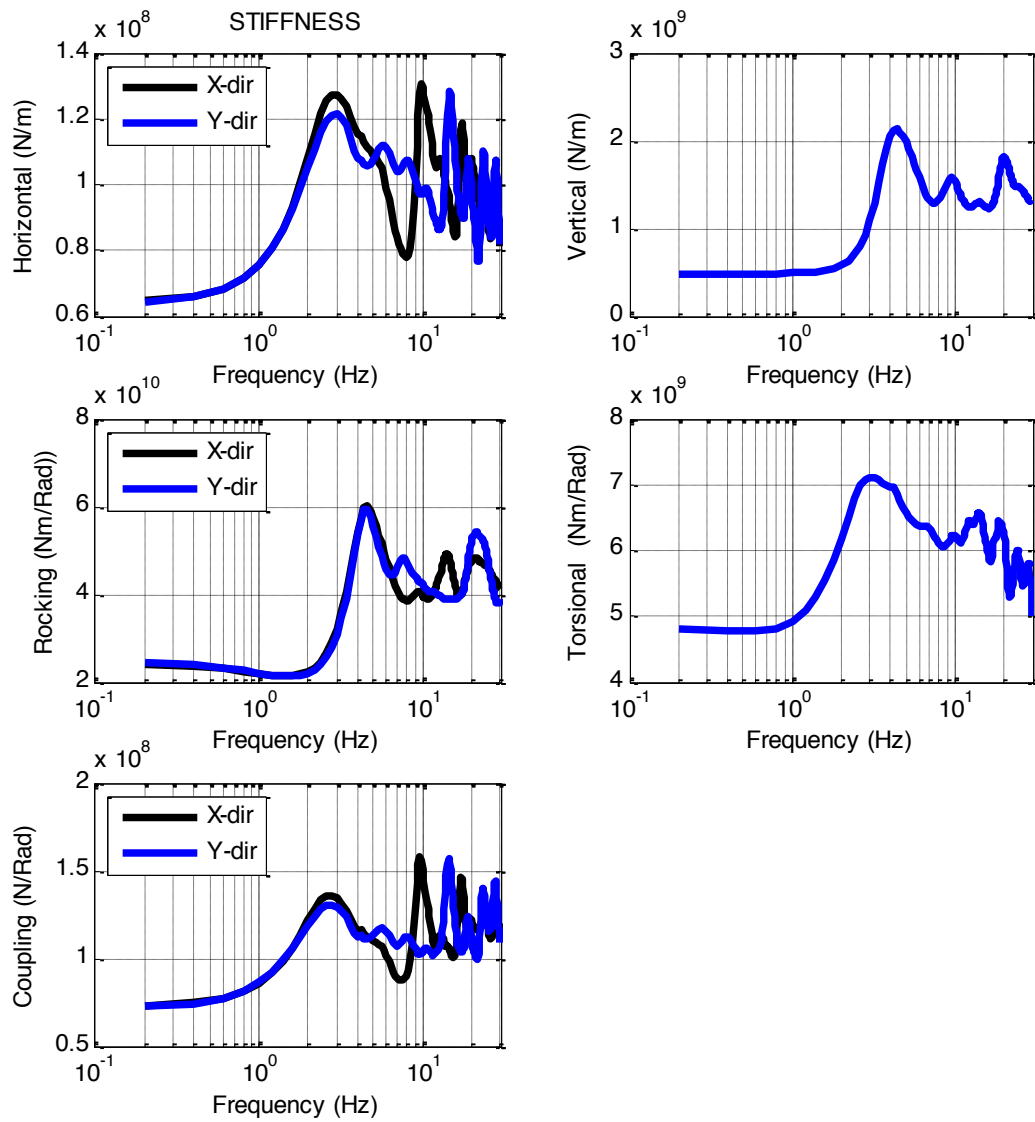 STIFFNESS
x 10^8
1.4
1.2
1
0.8
0.6
Horizontal (N/m)
X-dir
Y-dir
10^-1
10^0
10^1
Frequency (Hz)
x 10^9
3
2
1
0
Vertical (N/m)
10^-1
10^0
10^1
Frequency (Hz)
x 10^10
8
6
4
2
Rocking (Nm/Rad))
X-dir
Y-dir
10^-1
10^0
10^1
Frequency (Hz)
x 10^9
8
7
6
5
4
Torsional (Nm/Rad)
10^-1
10^0
10^1
Frequency (Hz)
x 10^8
2
1.5
1
0.5
Coupling (N/Rad)
X-dir
Y-dir
10^-1
10^0
10^1
Frequency (Hz)